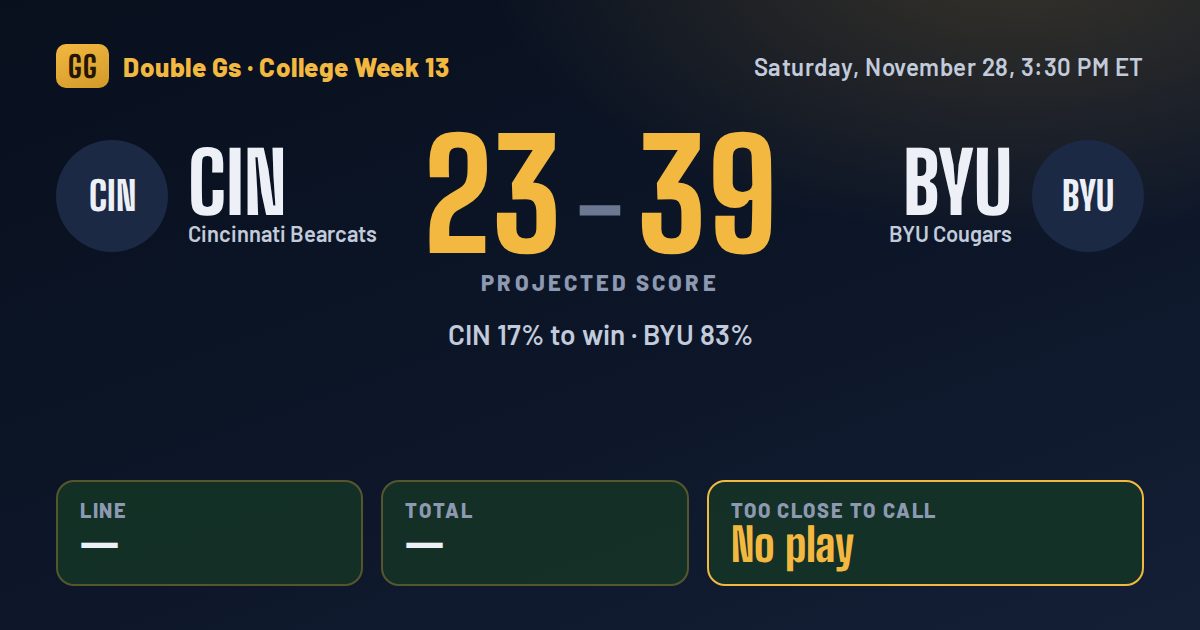 GG Double Gs · College Week 13
Saturday, November 28, 3:30 PM ET
CIN
CIN
Cincinnati Bearcats
23 – 39
BYU
BYU Cougars
BYU
PROJECTED SCORE
CIN 17% to win · BYU 83%
LINE
—
TOTAL
—
TOO CLOSE TO CALL
No play